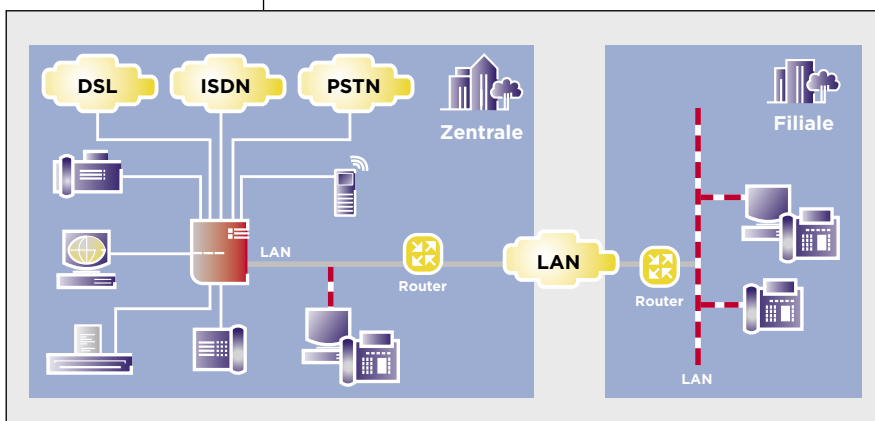 DSL
ISDN
PSTN
Zentrale
Filiale
LAN
LAN
Router
Router
LAN